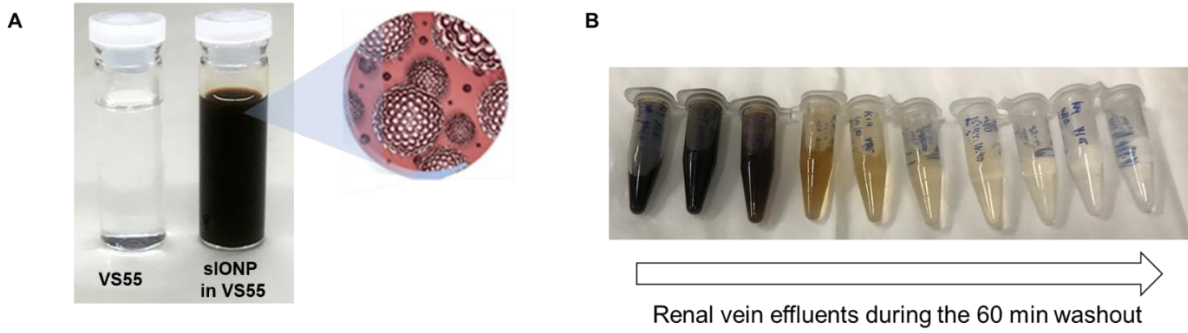 A
B
VS55
sIONP
in VS55
Renal vein effluents during the 60 min washout